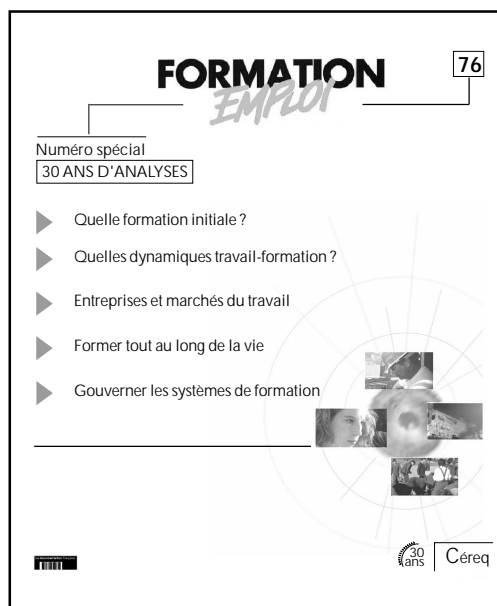 FORMATION
EMPLOI
76
Numéro spécial
30 ANS D'ANALYSES
Quelle formation initiale ?
Quelles dynamiques travail-formation ?
Entreprises et marchés du travail
Former tout au long de la vie
Gouverner les systèmes de formation
30
ans
Céreq